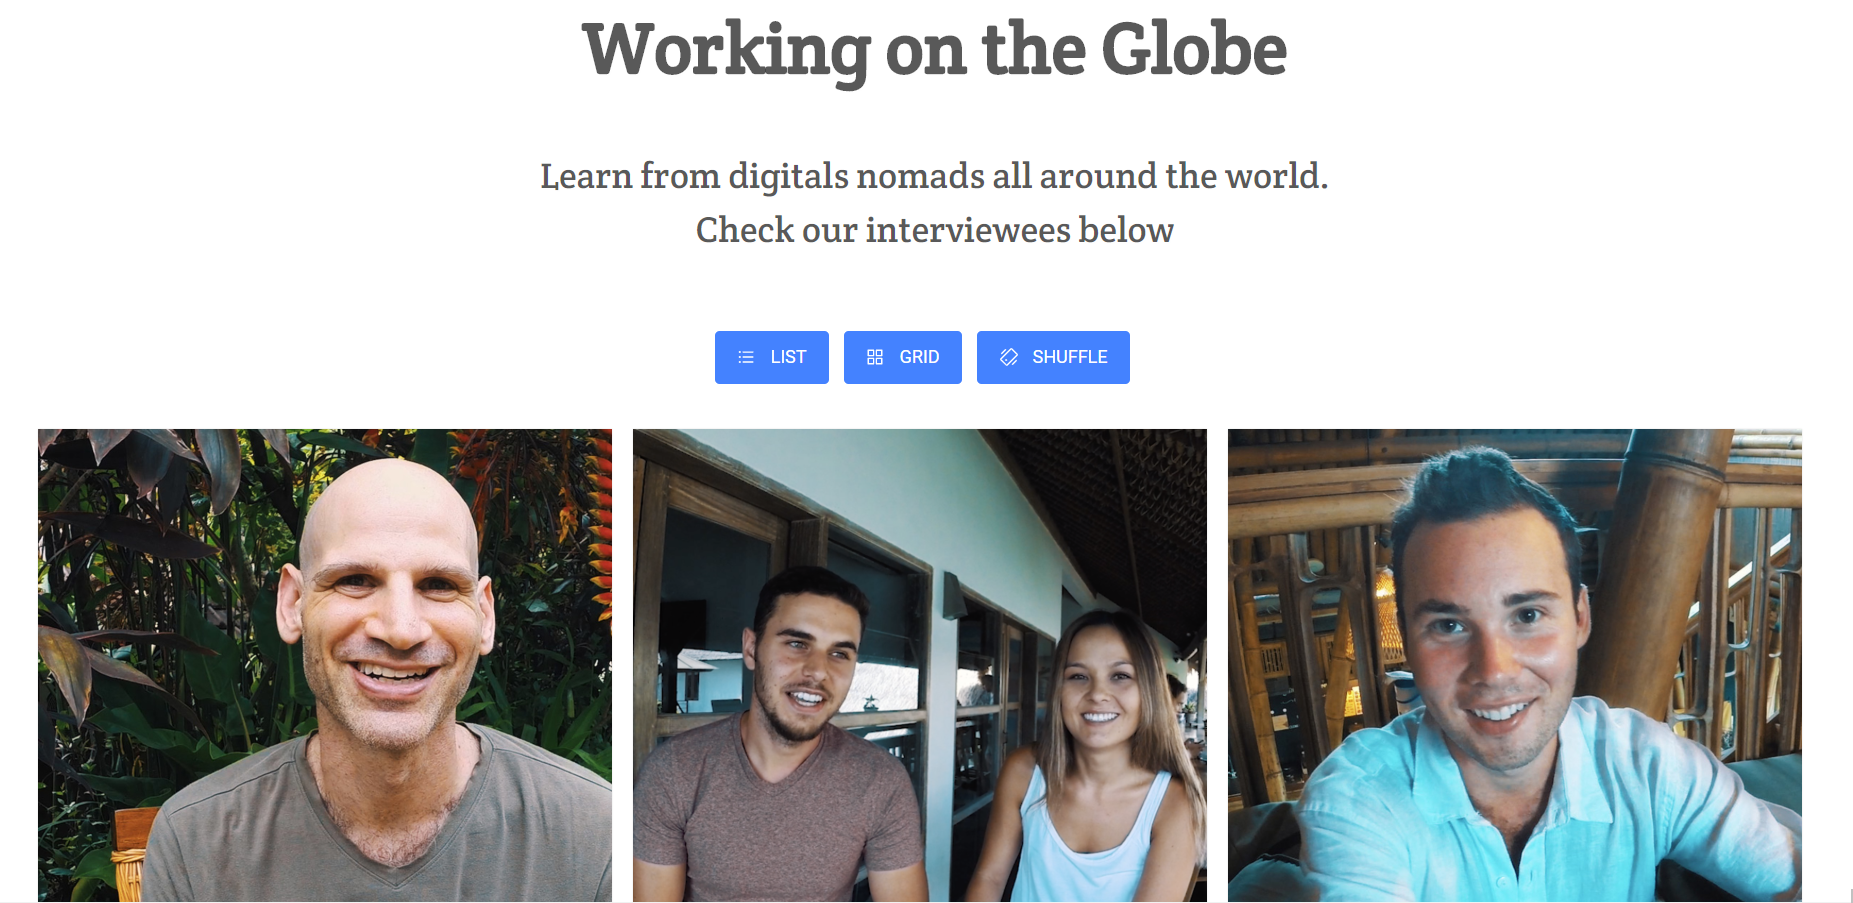 Working on the Globe
Learn from digitals nomads all around the world.
Check our interviewees below
LIST
GRID
SHUFFLE